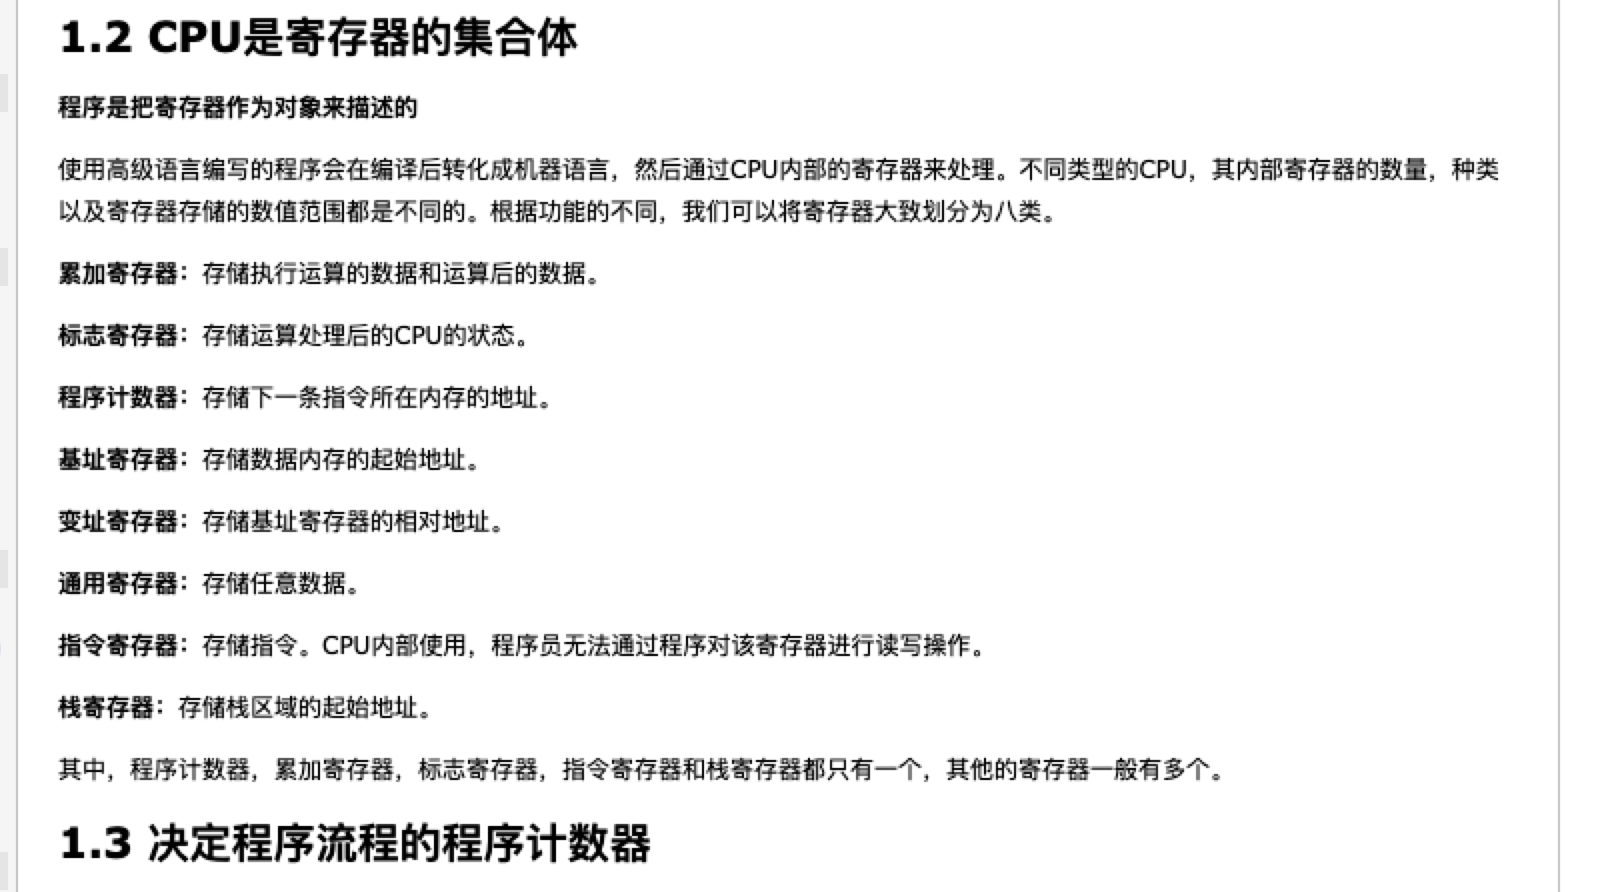 1.2 CPU是寄存器的集合体
程序是把寄存器作为对象来描述的
使用高级语言编写的程序会在编译后转化成机器语言，然后通过CPU内部的寄存器来处理。不同类型的CPU，其内部寄存器的数量，种类
以及寄存器存储的数值范围都是不同的。根据功能的不同，我们可以将寄存器大致划分为八类。
累加寄存器：存储执行运算的数据和运算后的数据。
标志寄存器：存储运算处理后的CPU的状态。
程序计数器：存储下一条指令所在内存的地址。
基址寄存器：存储数据内存的起始地址。
变址寄存器：存储基址寄存器的相对地址。
通用寄存器：存储任意数据。
指令寄存器：存储指令。CPU内部使用，程序员无法通过程序对该寄存器进行读写操作。
栈寄存器：存储栈区域的起始地址。
其中，程序计数器，累加寄存器，标志寄存器，指令寄存器和栈寄存器都只有一个，其他的寄存器一般有多个。
1.3 决定程序流程的程序计数器